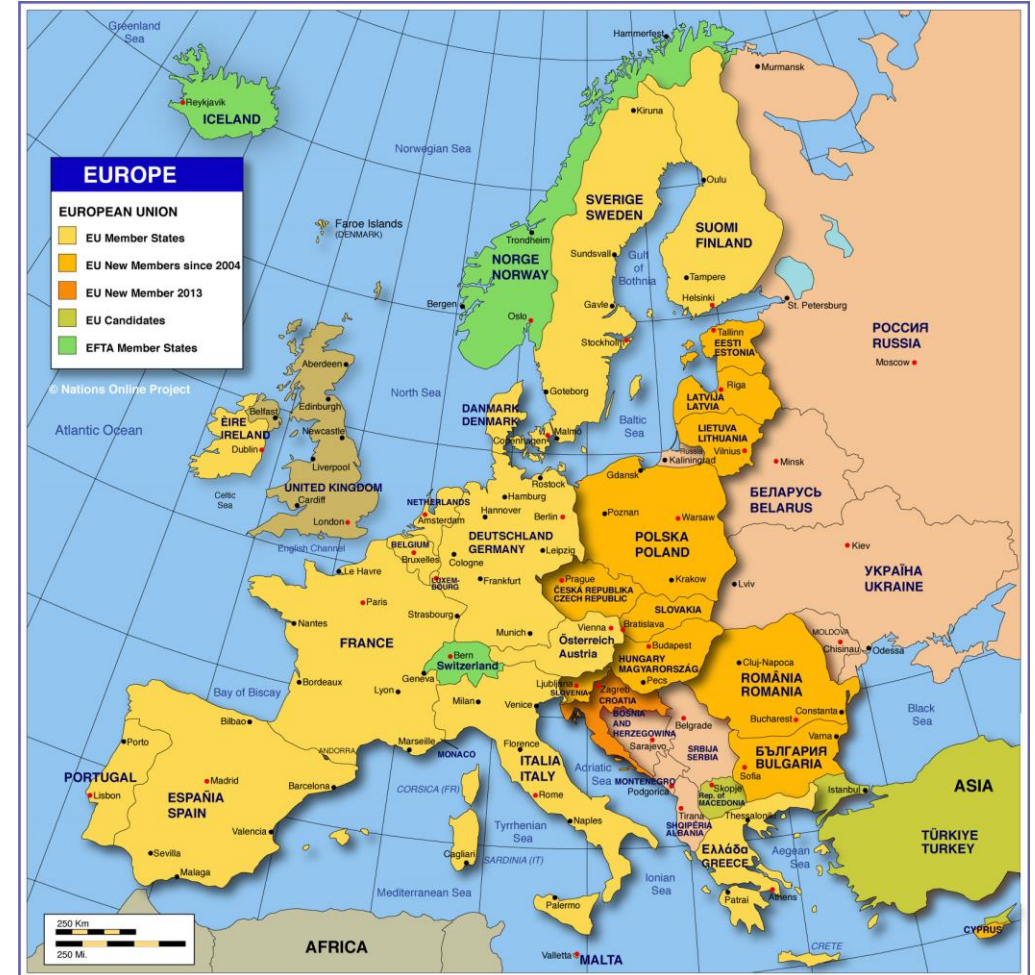 Greenland
Sea
Hammerfest
Murmansk
Reykjavik
ICELAND
Kiruna
Norwegian Sea
EUROPE
EUROPEAN UNION
EU Member States
EU New Members since 2004
EU New Member 2013
EU Candidates
EFTA Member States
© Nations Online Project
Oulu
SVERIGE
SWEDEN
SUOMI
FINLAND
Faroe Islands
(DENMARK)
Trondheim
NORGE
NORWAY
Sundsvall
Gulf
of
Bothnia
Tampere
Helsinki
Bergen
Gavle
St. Petersburg
Oslo
Stockholm
Tallinn
EESTI
ESTONIA
РОССИЯ
RUSSIA
Moscow
Aberdeen
North Sea
Goteborg
Riga
LATVIJA
LATVIA
Edinburgh
Belfast
DANMARK
DENMARK
Baltic
Sea
LIETUVA
LITHUANIA
Atlantic Ocean
ÉIRE
IRELAND
Newcastle
Malmö
Copenhagen
Vilnius
Dublin
Russia
Kaliningrad
Minsk
Liverpool
Gdansk
Rostock
UNITED KINGDOM
Celtic
Sea
Cardiff
NETHERLANDS
Hamburg
БЕЛАРУСЬ
BELARUS
London
Amsterdam
Hannover
Berlin
Poznan
Warsaw
English Channel
BELGIUM
Bruxelles
DEUTSCHLAND
GERMANY
POLSKA
POLAND
Kiev
Cologne
Leipzig
Le Havre
LUXEM-
BOURG
Frankfurt
Prague
ČESKA REPUBLIKA
CZECH REPUBLIC
Krakow
Lviv
УКРАЇНА
UKRAINE
Paris
Strasbourg
SLOVAKIA
Nantes
Munich
Vienna
Bratislava
MOLDOVA
Chisinau
Odessa
FRANCE
Österreich
Austria
Budapest
Bern
Switzerland
HUNGARY
MAGYARORSZÁG
Cluj-Napoca
Geneva
Ljubljana
SLOVENIA
Pecs
ROMÂNIA
ROMANIA
Bordeaux
Lyon
Milan
Venice
Zagreb
CROATIA
Constanta
Bay of Biscay
BOSNIA
AND
HERZEGOWINA
Belgrade
Bucharest
Black
Sea
Bilbao
Sarajevo
SRBIJA
SERBIA
Varna
Porto
ANDORRA
Marseille
MONACO
Florence
ITALIA
ITALY
Adriatic
Sea
БЪЛГАРИЯ
BULGARIA
Sofia
PORTUGAL
Madrid
Lisbon
Barcelona
CORSICA (FR)
Rome
MONTENEGRO
Podgorica
Skopje
Rep. of
MACEDONIA
Istanbul
ASIA
ESPAÑIA
SPAIN
Tirana
SHQIPËRIA
ALBANIA
Thessaloniki
Naples
Valencia
Tyrrhenian
Sea
TÜRKIYE
TURKEY
Sevilla
Cagliari
SARDINIA (IT)
Ελλάδα
GREECE
Aegean
Sea
Malaga
Ionian
Sea
Mediterranean Sea
Palermo
Patrai
Athens
250 Km
250 Mi.
AFRICA
Valletta
MALTA
CRETE
CYPRUS